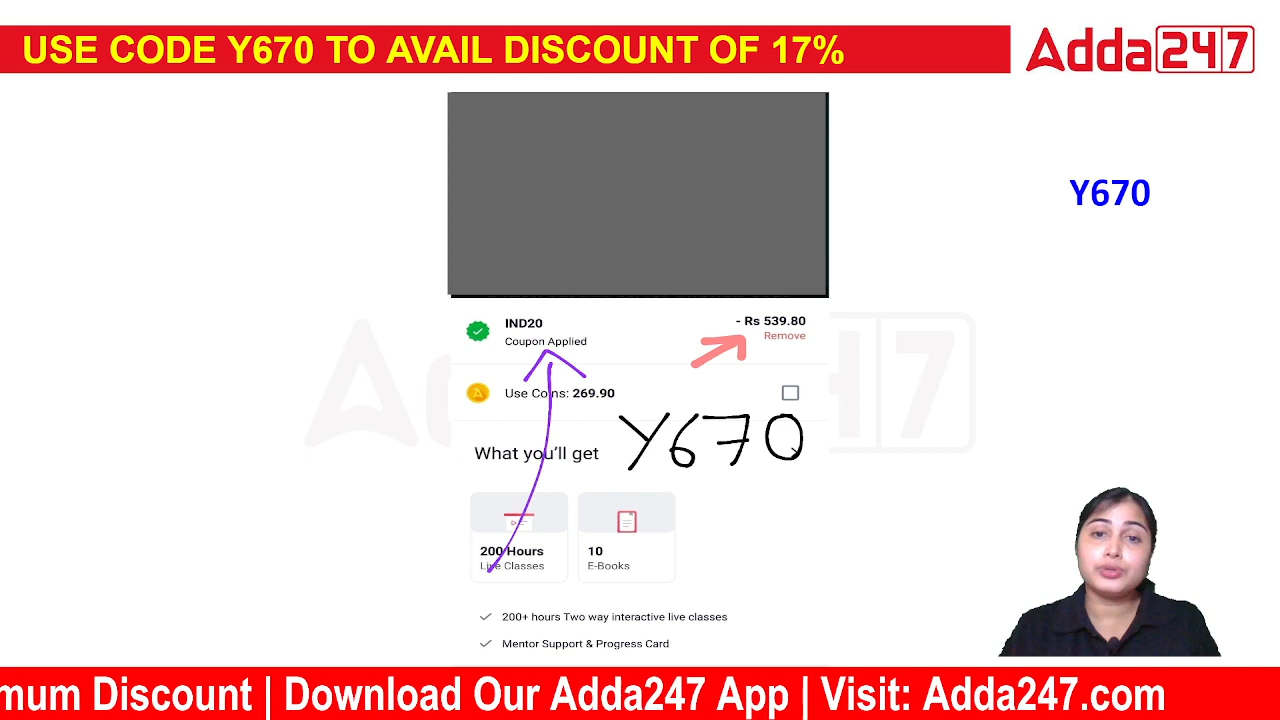 USE CODE Y670 TO AVAIL DISCOUNT OF 17%
Adda247
Y670
IND20
Coupon Applied
- Rs 539.80
Remove
Use Coins: 269.90
Y670
What you'll get
200 Hours
Live Classes
10
E-Books
200+ hours Two way interactive live classes
Mentor Support & Progress Card
mum Discount | Download Our Adda247 App | Visit: Adda247.com